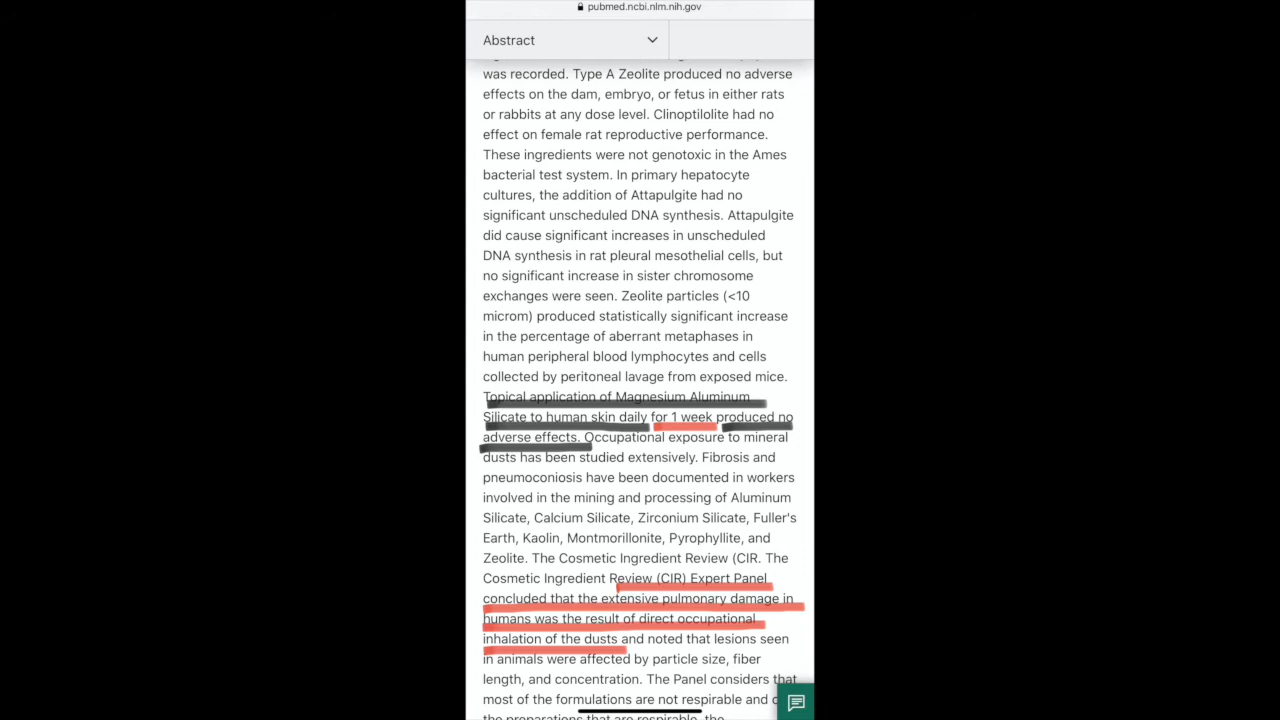 pubmed.ncbi.nlm.nih.gov
Abstract
was recorded. Type A Zeolite produced no adverse
effects on the dam, embryo, or fetus in either rats
or rabbits at any dose level. Clinoptilolite had no
effect on female rat reproductive performance.
These ingredients were not genotoxic in the Ames
bacterial test system. In primary hepatocyte
cultures, the addition of Attapulgite had no
significant unscheduled DNA synthesis. Attapulgite
did cause significant increases in unscheduled
DNA synthesis in rat pleural mesothelial cells, but
no significant increase in sister chromosome
exchanges were seen. Zeolite particles (<10
microm) produced statistically significant increase
in the percentage of aberrant metaphases in
human peripheral blood lymphocytes and cells
collected by peritoneal lavage from exposed mice.
Topical application of Magnesium Aluminum
Silicate to human skin daily for 1 week produced no
adverse effects. Occupational exposure to mineral
dusts has been studied extensively. Fibrosis and
pneumoconiosis have been documented in workers
involved in the mining and processing of Aluminum
Silicate, Calcium Silicate, Zirconium Silicate, Fuller's
Earth, Kaolin, Montmorillonite, Pyrophyllite, and
Zeolite. The Cosmetic Ingredient Review (CIR. The
Cosmetic Ingredient Review (CIR) Expert Panel
concluded that the extensive pulmonary damage in
humans was the result of direct occupational
inhalation of the dusts and noted that lesions seen
in animals were affected by particle size, fiber
length, and concentration. The Panel considers that
most of the formulations are not respirable and
the preparations that are respirable, the